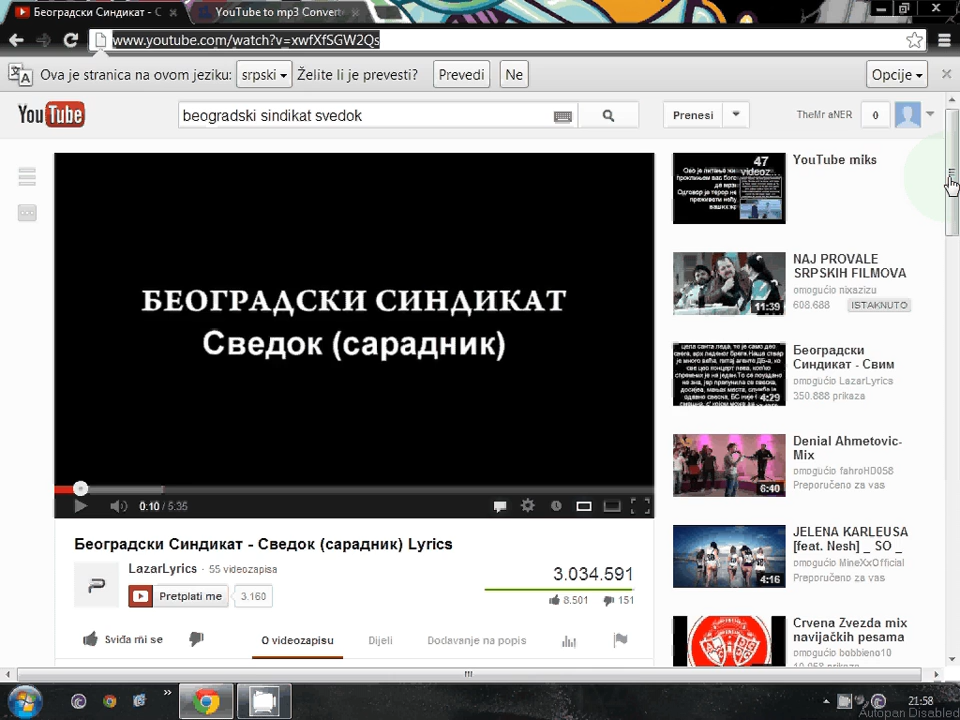 Београдски Синдикат - С
YouTube to mp3 Converte
www.youtube.com/watch?v=xwfXfSGW2Qs
Ova je stranica na ovom jeziku: srpski Želite li je prevesti? Prevedi Ne Opcije
YouTube
beogradski sindikat svedok
Prenesi
TheMr aNER
0
БЕОГРАДСКИ СИНДИКАТ
Сведок (сарадник)
0:10 / 5:35
Београдски Синдикат - Сведок (сарадник) Lyrics
LazarLyrics · 55 videozapisa
Pretplati me 3.160
3.034.591
8.501 151
Sviđa mi se
O videozapisu Dijeli Dodavanje na popis
47
videoz.
YouTube miks
11:39
NAJ PROVALE
SRPSKIH FILMOVA
omogućio nixazizu
608.688 ISTAKNUTO
4:29
Београдски
Синдикат - Свим
omogućio LazarLyrics
350.888 prikaza
6:40
Denial Ahmetovic-
Mix
omogućio fahroHD058
Preporučeno za vas
4:16
JELENA KARLEUSA
[feat. Nesh] _ SO _
omogućio MineXxOfficial
Preporučeno za vas
Crvena Zvezda mix
navijačkih pesama
omogućio bobbieno10
21:58
Autopan Disabled